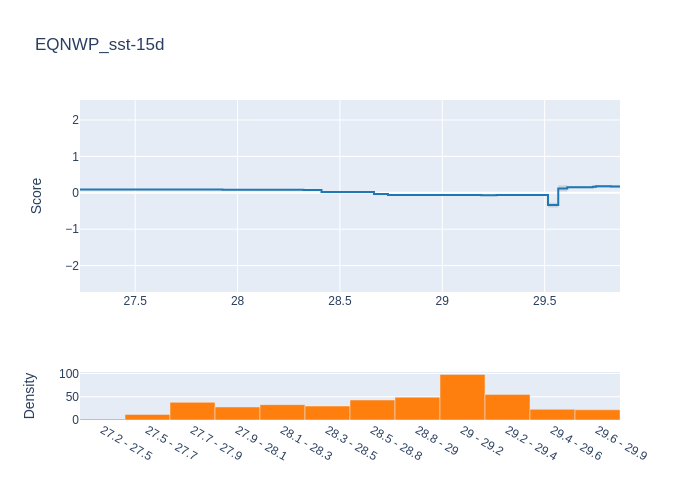 EQNWP_sst-15d
Score
2
1
0
−1
−2
27.5
28
28.5
29
29.5
Density
100
50
0
27.2 - 27.5
27.5 - 27.7
27.7 - 27.9
27.9 - 28.1
28.1 - 28.3
28.3 - 28.5
28.5 - 28.8
28.8 - 29
29 - 29.2
29.2 - 29.4
29.4 - 29.6
29.6 - 29.9